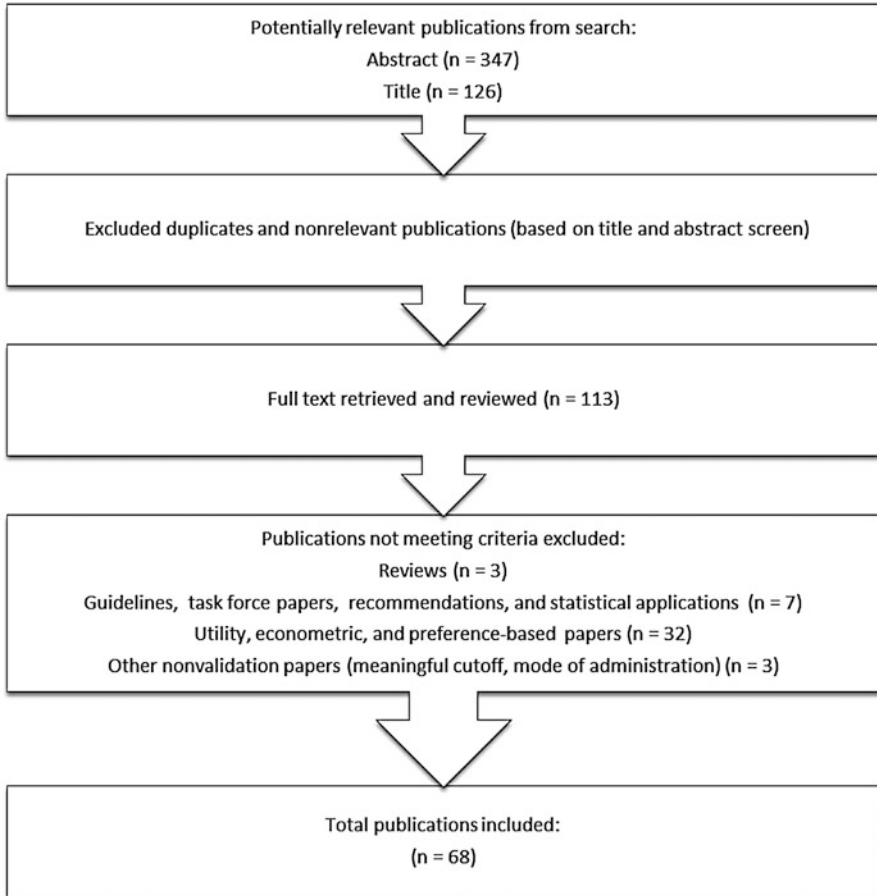 Potentially relevant publications from search:
Abstract (n = 347)
Title (n = 126)
Excluded duplicates and nonrelevant publications (based on title and abstract screen)
Full text retrieved and reviewed (n = 113)
Publications not meeting criteria excluded:
Reviews (n = 3)
Guidelines, task force papers, recommendations, and statistical applications (n = 7)
Utility, econometric, and preference-based papers (n = 32)
Other nonvalidation papers (meaningful cutoff, mode of administration) (n = 3)
Total publications included:
(n = 68)